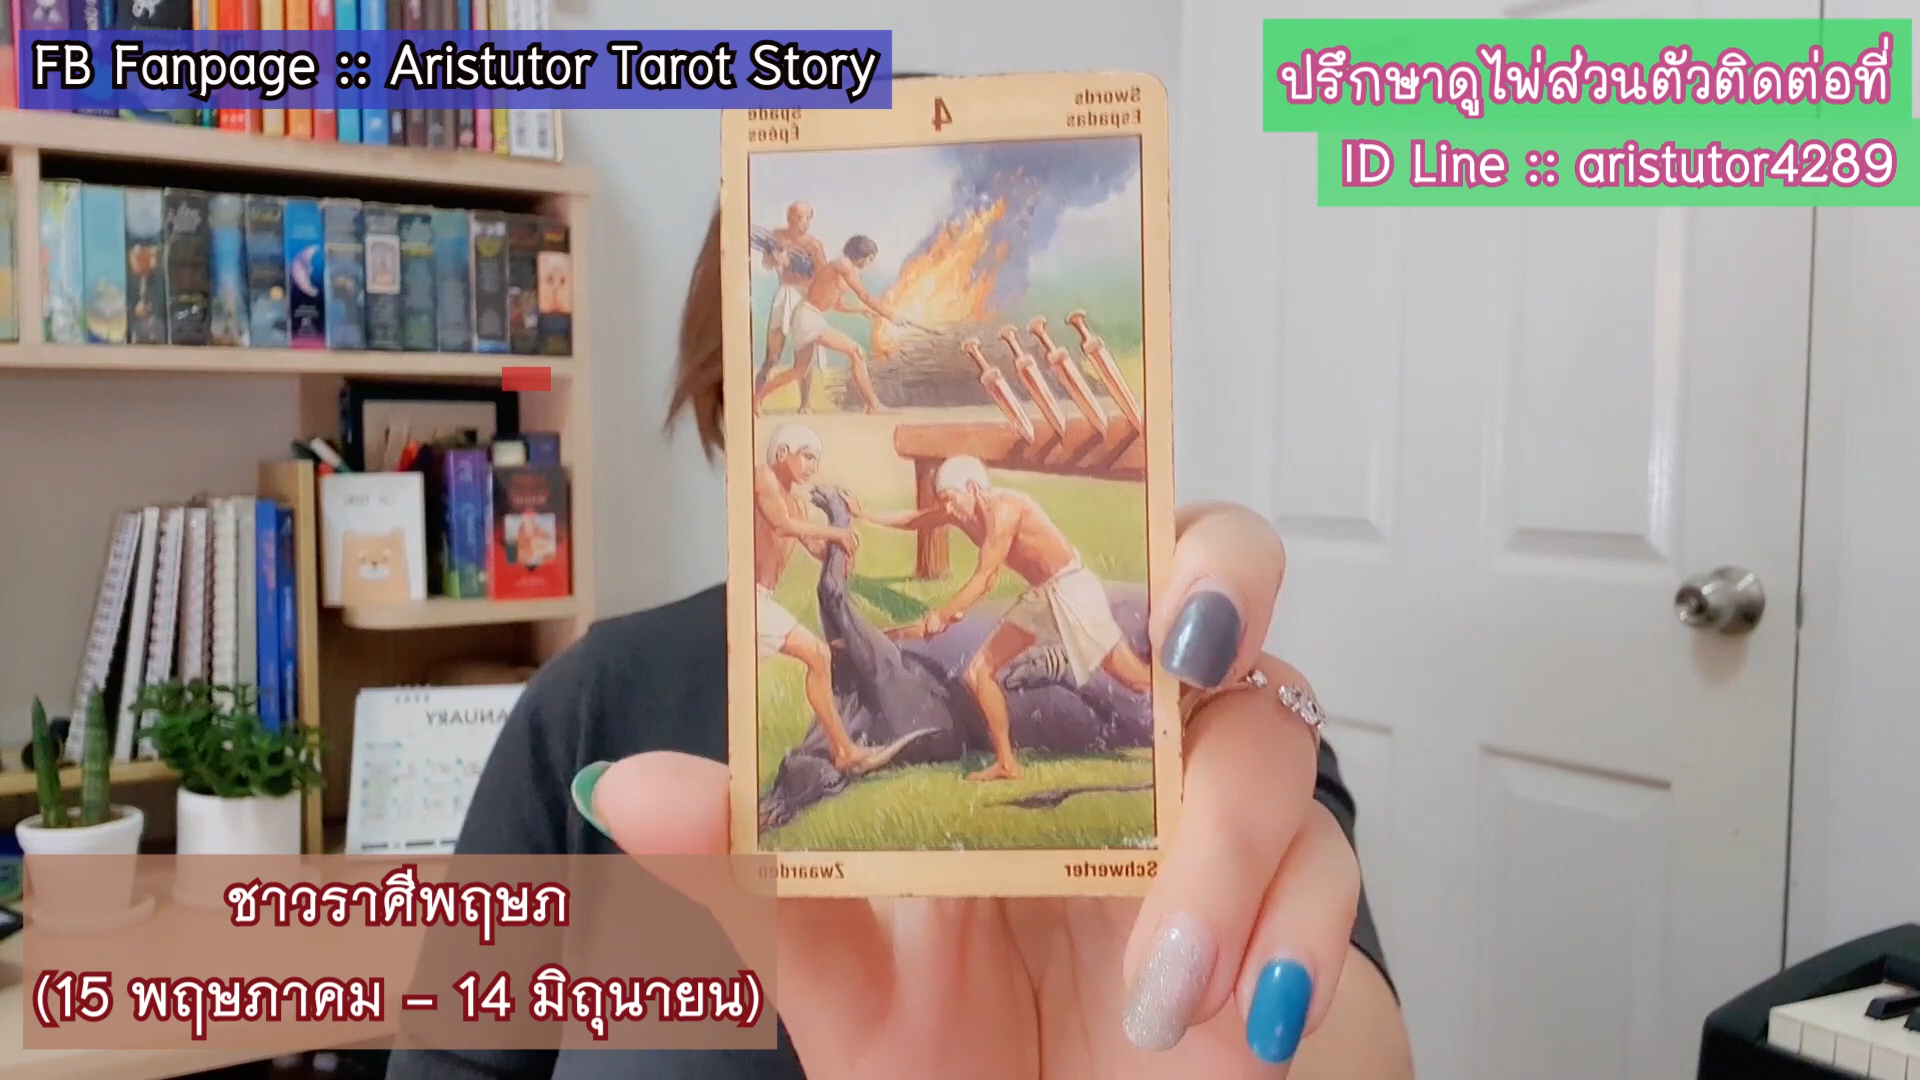 FB Fanpage :: Aristutor Tarot Story
ปรึกษาดูไพ่ส่วนตัวติดต่อที่
ID Line :: aristutor4289
Spade
Épées
4
Swords
Espadas
Zwaarden
Schwerter
JANUARY
ชาวราศีพฤษภ
(15 พฤษภาคม – 14 มิถุนายน)